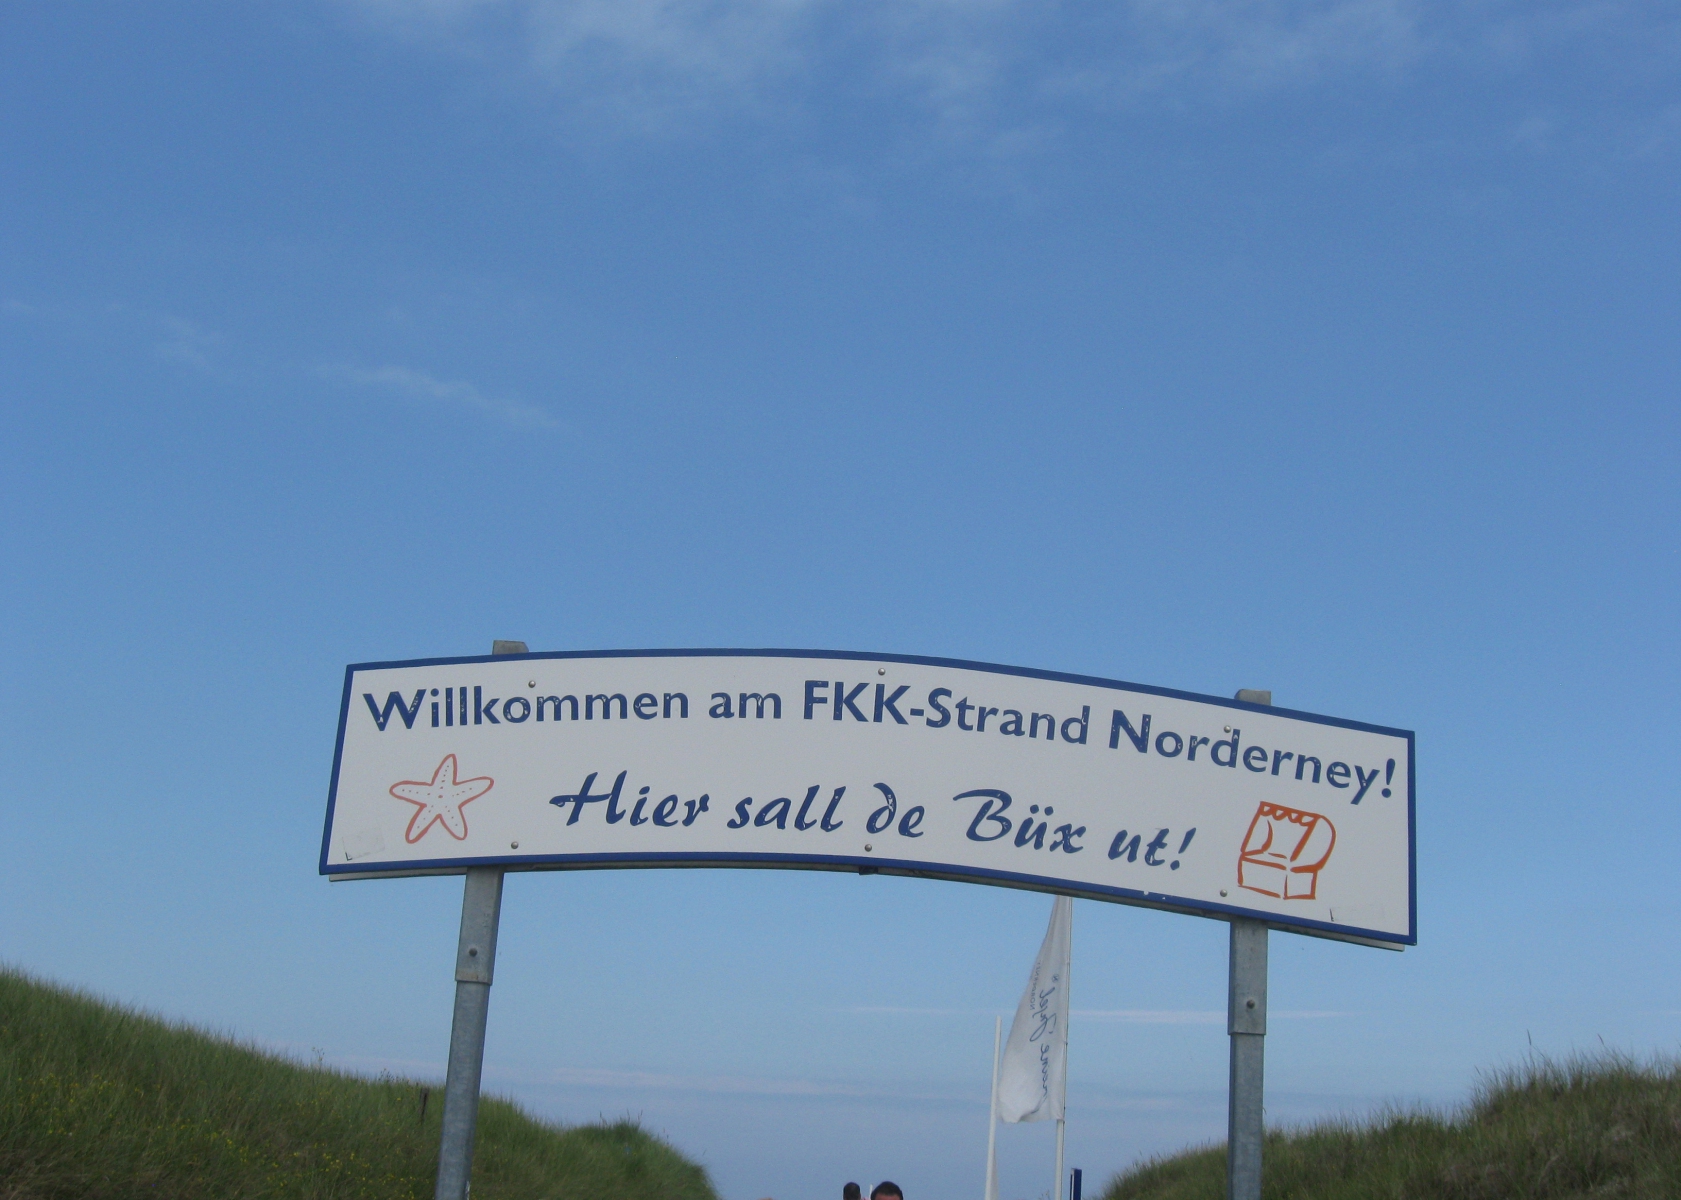 Willkommen am FKK-Strand Norderney!
Hier sall de Büx ut!